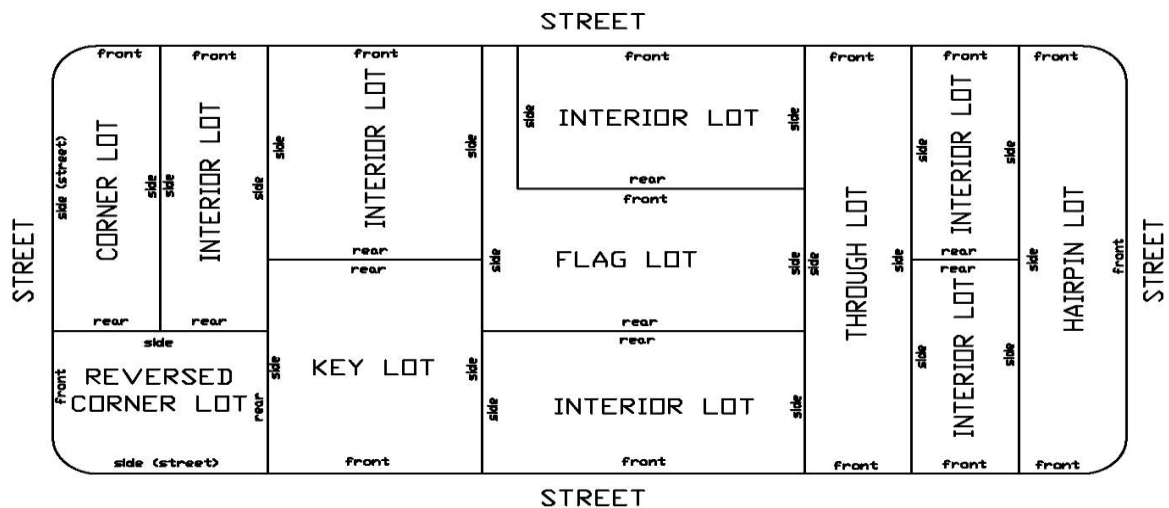 STREET
front
front
front
front
front
front
front
side (street)
CORNER LOT
side
side
INTERIOR LOT
side
side
INTERIOR LOT
side
side
INTERIOR LOT
side
rear
front
side
INTERIOR LOT
side
STREET
rear
rear
side
FLAG LOT
side
side
THROUGH LOT
side
rear
rear
side
HAIRPIN LOT
front
STREET
rear
rear
side
rear
rear
front
REVERSED
CORNER LOT
rear
side
KEY LOT
side
side
INTERIOR LOT
side
side
INTERIOR LOT
side
side (street)
front
front
front
front
front
STREET